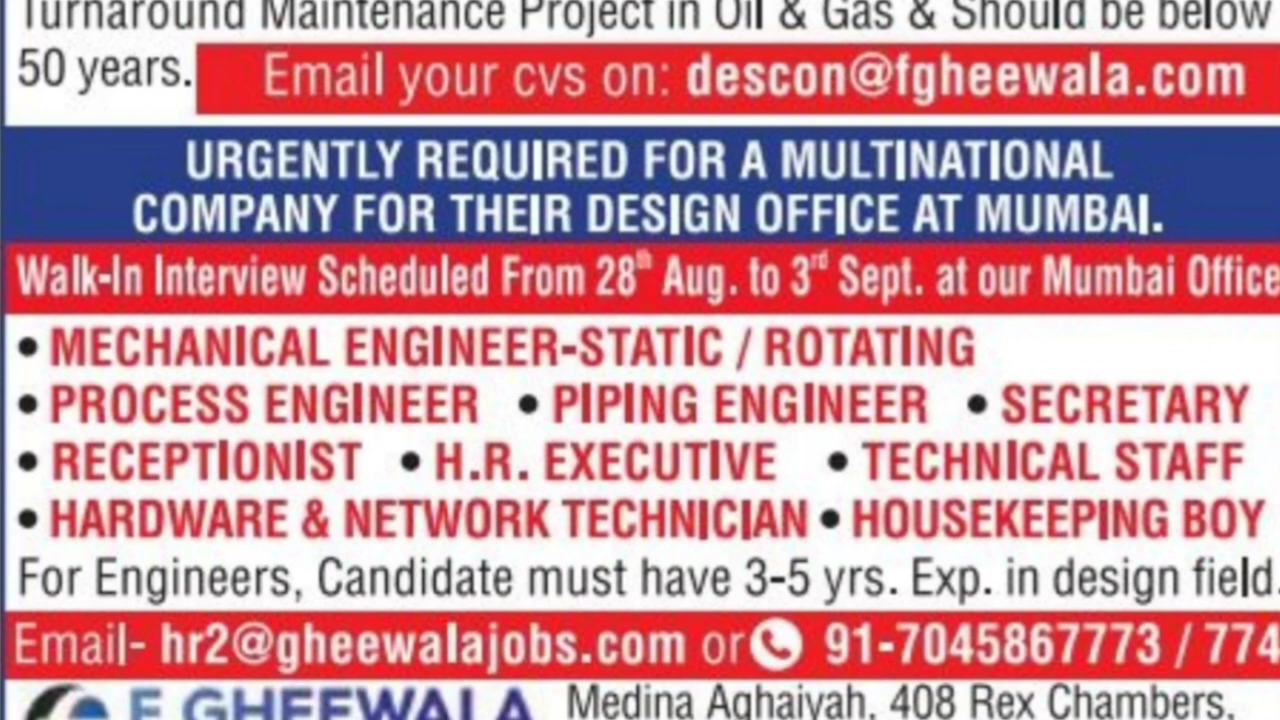 Turnaround Maintenance Project in Oil & Gas & Should be below
50 years. Email your cvs on: descon@fgheewala.com
URGENTLY REQUIRED FOR A MULTINATIONAL
COMPANY FOR THEIR DESIGN OFFICE AT MUMBAI.
Walk-In Interview Scheduled From 28th Aug. to 3rd Sept. at our Mumbai Office
• MECHANICAL ENGINEER-STATIC / ROTATING
• PROCESS ENGINEER • PIPING ENGINEER • SECRETARY
• RECEPTIONIST • H.R. EXECUTIVE • TECHNICAL STAFF
• HARDWARE & NETWORK TECHNICIAN • HOUSEKEEPING BOY
For Engineers, Candidate must have 3-5 yrs. Exp. in design field.
Email- hr2@gheewalajobs.com or 91-7045867773 / 774
F GHEEWALA Medina Aghaiyah, 408 Rex Chambers,